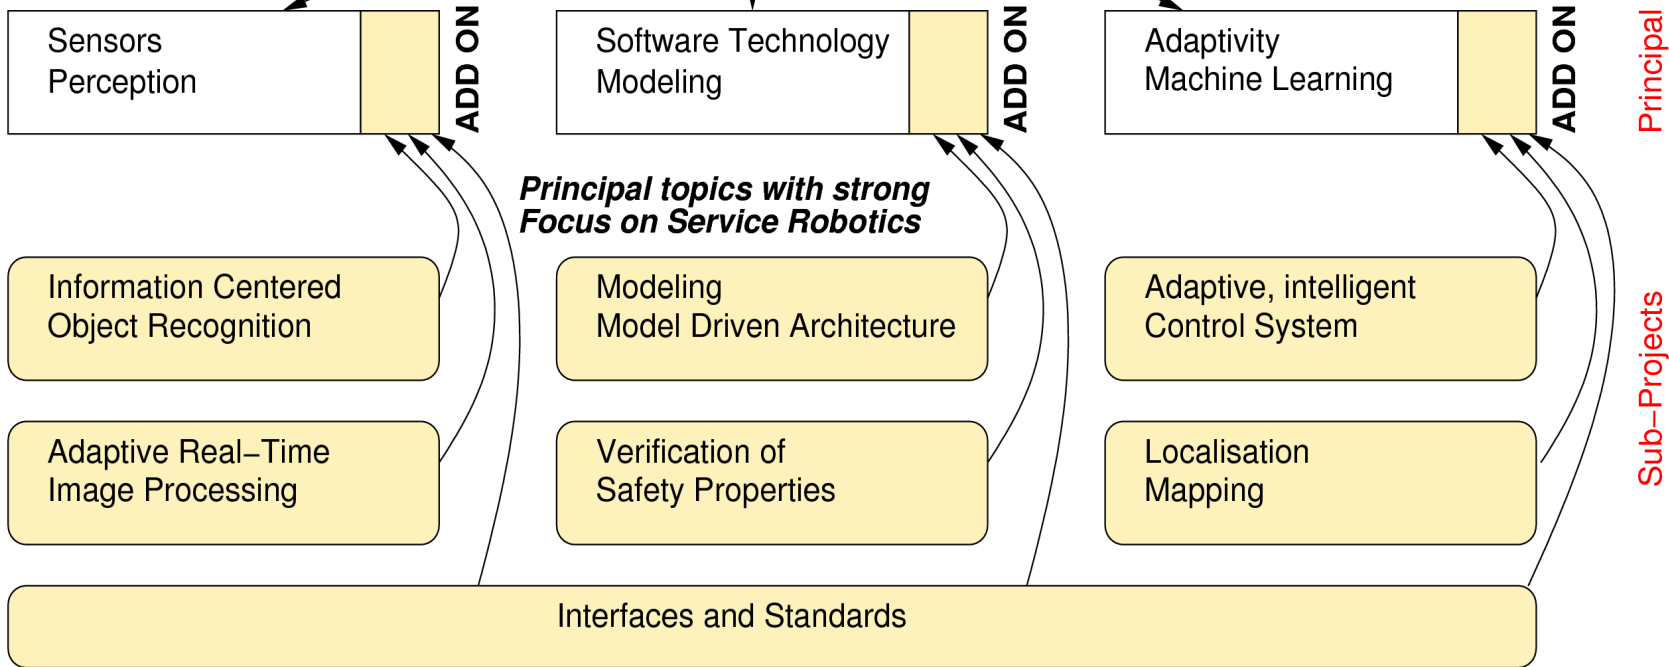 Sensors
Perception
ADD ON
Software Technology
Modeling
ADD ON
Adaptivity
Machine Learning
ADD ON
Principal
Principal topics with strong
Focus on Service Robotics
Information Centered
Object Recognition
Modeling
Model Driven Architecture
Adaptive, intelligent
Control System
Sub−Projects
Adaptive Real−Time
Image Processing
Verification of
Safety Properties
Localisation
Mapping
Interfaces and Standards